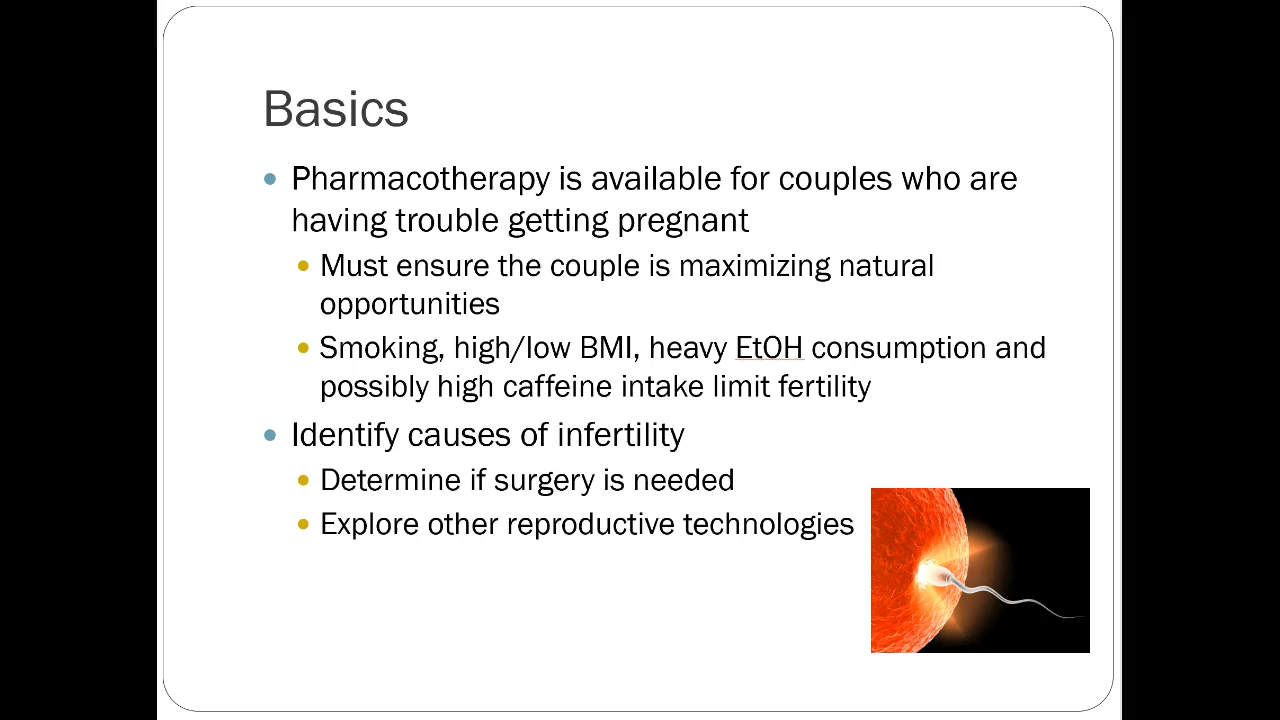 Basics
Pharmacotherapy is available for couples who are
having trouble getting pregnant
Must ensure the couple is maximizing natural
opportunities
Smoking, high/low BMI, heavy EtOH consumption and
possibly high caffeine intake limit fertility
Identify causes of infertility
Determine if surgery is needed
Explore other reproductive technologies